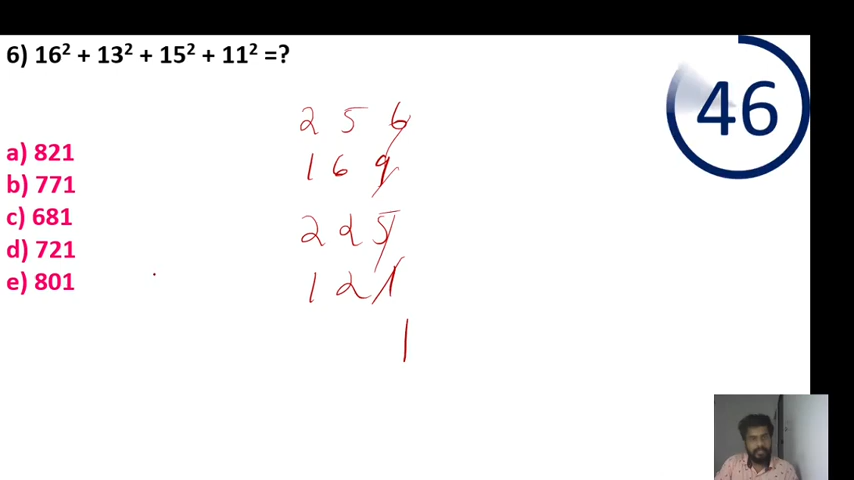 6) 16² + 13² + 15² + 11² =?
46
a) 821
b) 771
c) 681
d) 721
e) 801
2 5 6
1 6 9
2 2 5
1 2 1
1